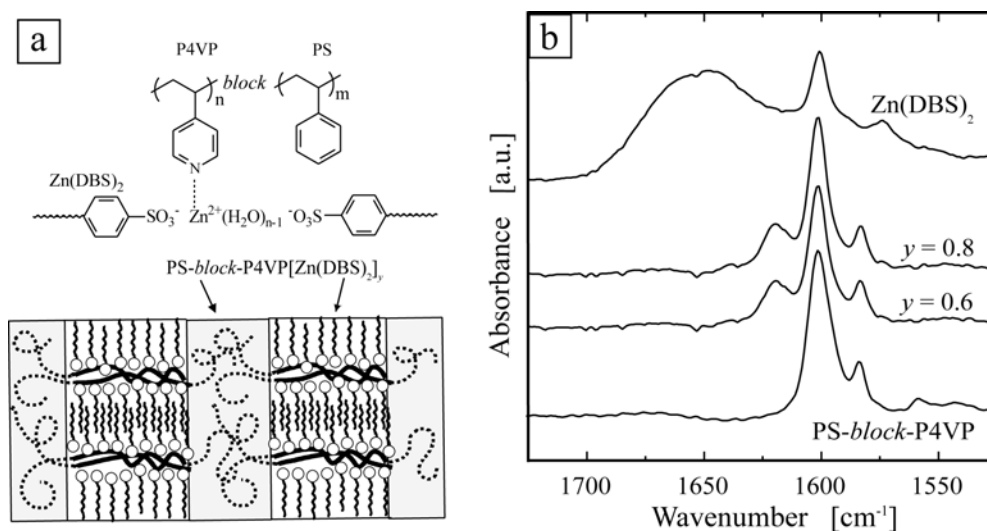 a
P4VP
PS
n
block
m
N
Zn(DBS)₂
SO₃⁻
Zn²⁺(H₂O)ₙ₋₁
⁻O₃S
PS-block-P4VP[Zn(DBS)₂]ᵧ
b
Absorbance [a.u.]
Zn(DBS)₂
y = 0.8
y = 0.6
PS-block-P4VP
1700 1650 1600 1550
Wavenumber [cm⁻¹]